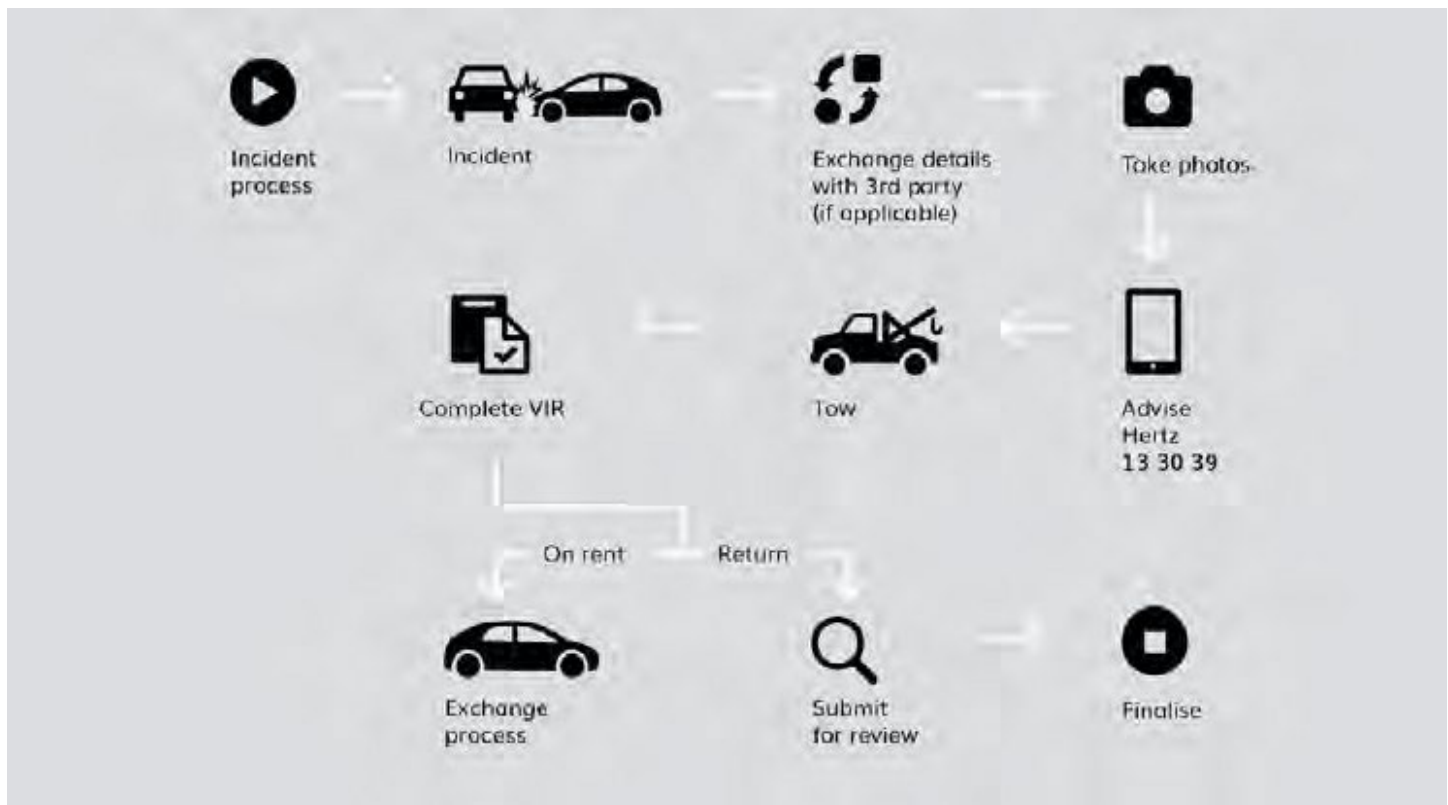 Incident
process
Incident
Exchange details
with 3rd party
(if applicable)
Take photos
Complete VIR
Tow
Advise
Hertz
13 30 39
On rent
Return
Exchange
process
Submit
for review
Finalise